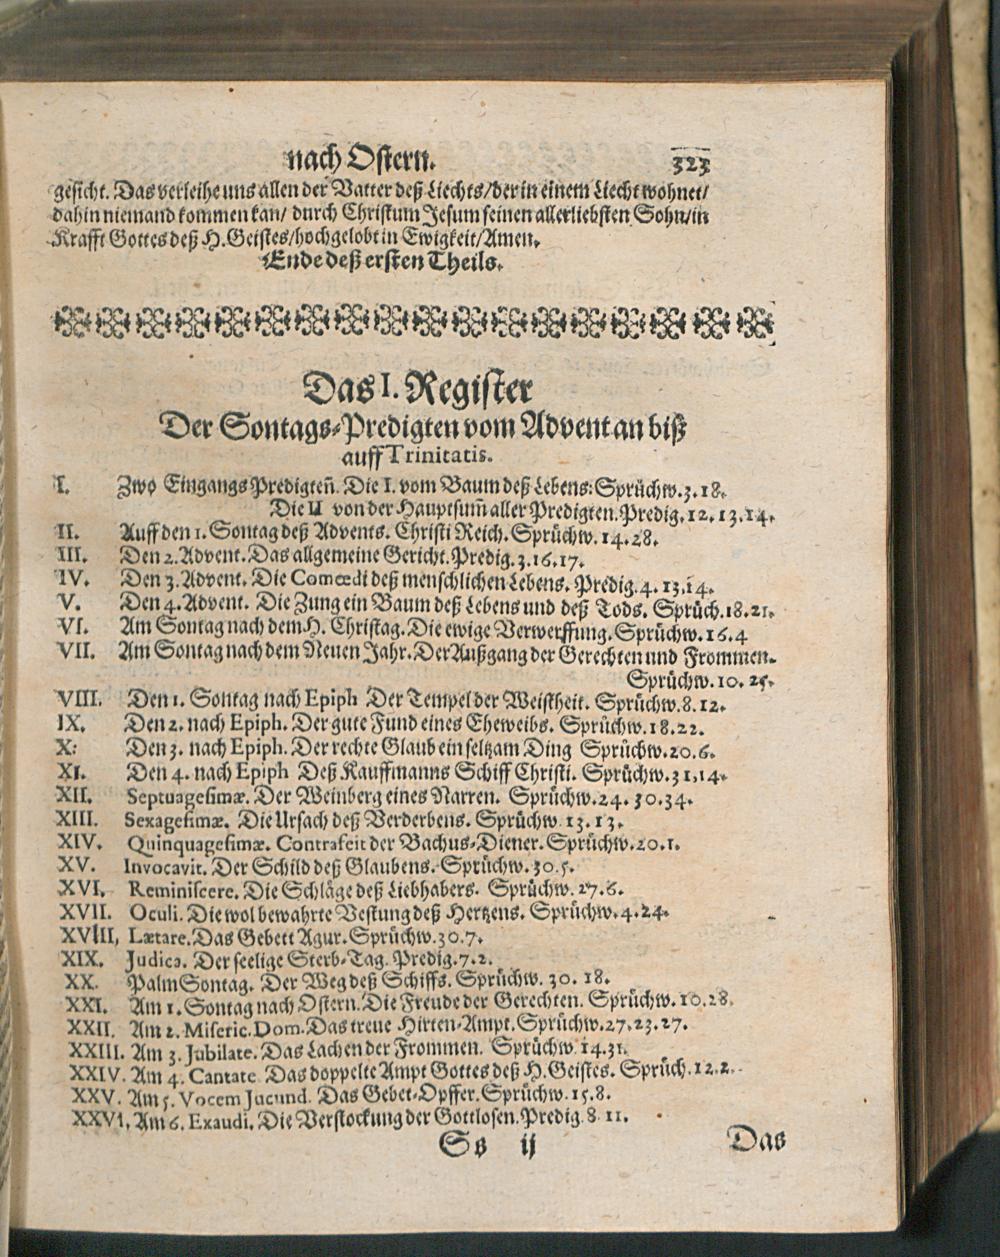 nach Ostern. 323
gesicht. Das verleihe uns allen der Vatter deß Liechts/der in einem Liecht wohnet/
dahin niemand kommen kan/ durch Christum Jesum seinen allerliebsten Sohn/in
Krafft Gottes deß H. Geistes/hochgelobt in Ewigkeit/Amen.
Ende deß ersten Theils.
Das I. Register
Der Sontags-Predigten vom Advent an biß
auff Trinitatis.
I. Zwo Eingangs Predigteñ. Die I. vom Baum deß Lebens: Sprüchw. 3. 18.
Die II von der Hauptsum̃ aller Predigten. Predig. 12. 13. 14.
II. Auff den 1. Sontag deß Advents. Christi Reich. Sprüchw. 14. 28.
III. Den 2. Advent. Das allgemeine Gericht. Predig. 3. 16. 17.
IV. Den 3. Advent. Die Comœdi deß menschlichen Lebens. Predig. 4. 13. 14.
V. Den 4. Advent. Die Zung ein Baum deß Lebens und deß Tods. Sprüch. 18. 21.
VI. Am Sontag nach dem H. Christag. Die ewige Verwerffung. Sprüchw. 16. 4
VII. Am Sontag nach dem Neuen Jahr. Der Außgang der Gerechten und Frommen.
Sprüchw. 10. 25.
VIII. Den 1. Sontag nach Epiph Der Tempel der Weißheit. Sprüchw. 8. 12.
IX. Den 2. nach Epiph. Der gute Fund eines Eheweibs. Sprüchw. 18. 22.
X: Den 3. nach Epiph. Der rechte Glaub ein seltzam Ding Sprüchw. 20. 6.
XI. Den 4. nach Epiph Deß Kauffmanns Schiff Christi. Sprüchw. 31, 14.
XII. Septuagesimæ. Der Weinberg eines Narren. Sprüchw. 24. 30. 34.
XIII. Sexagesimæ. Die Ursach deß Verderbens. Sprüchw. 13. 13.
XIV. Quinquagesimæ. Contrafeit der Bachus-Diener. Sprüchw. 20. 1.
XV. Invocavit. Der Schild deß Glaubens. Sprüchw. 30. 5.
XVI. Reminiscere. Die Schläge deß Liebhabers. Sprüchw. 27. 6.
XVII. Oculi. Die wol bewahrte Vestung deß Hertzens. Sprüchw. 4. 24.
XVIII, Lætare. Das Gebett Agur. Sprüchw. 30. 7.
XIX. Judica. Der seelige Sterb-Tag. Predig. 7. 2.
XX. PalmSontag. Der Weg deß Schiffs. Sprüchw. 30. 18.
XXI. Am 1. Sontag nach Ostern. Die Freude der Gerechten. Sprüchw. 10. 28.
XXII. Am 2. Miseric. Dom. Das treue Hirten-Ampt. Sprüchw. 27. 23. 27.
XXIII. Am 3. Jubilate. Das Lachen der Frommen. Sprüchw 14. 31.
XXIV. Am 4. Cantate Das doppelte Ampt Gottes deß H. Geistes. Sprüch. 12. 2.
XXV. Am 5. Vocem Jucund. Das Gebet-Opffer. Sprüchw. 15. 8.
XXVI. Am 6. Exaudi. Die Verstockung der Gottlosen. Predig. 8. 11.
Ss ij Das